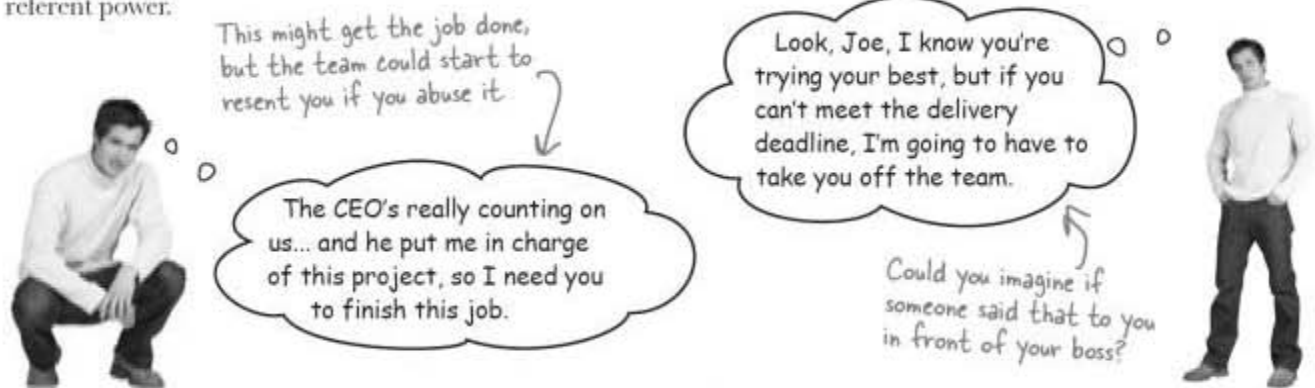 referent power.
This might get the job done,
but the team could start to
resent you if you abuse it.
The CEO's really counting on
us... and he put me in charge
of this project, so I need you
to finish this job.
Look, Joe, I know you're
trying your best, but if you
can't meet the delivery
deadline, I'm going to have to
take you off the team.
Could you imagine if
someone said that to you
in front of your boss?